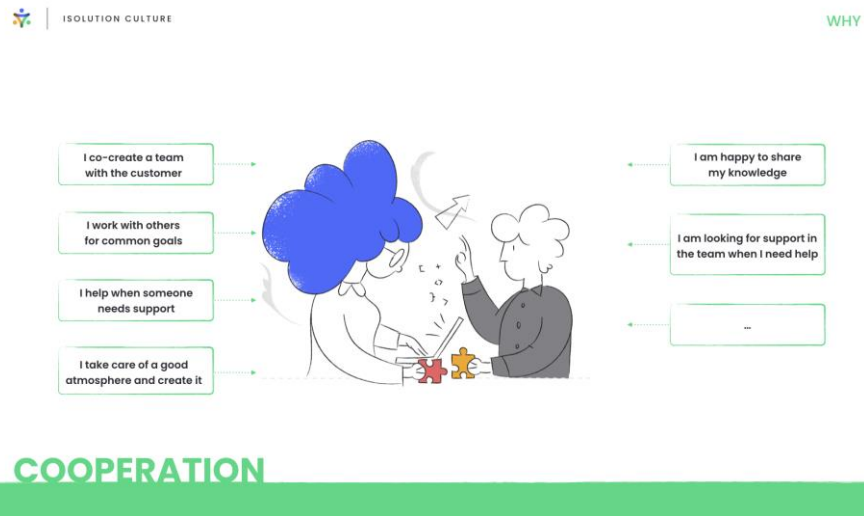 ISOLUTION CULTURE
WHY
I co-create a team
with the customer
I work with others
for common goals
I help when someone
needs support
I take care of a good
atmosphere and create it
I am happy to share
my knowledge
I am looking for support in
the team when I need help
...
COOPERATION